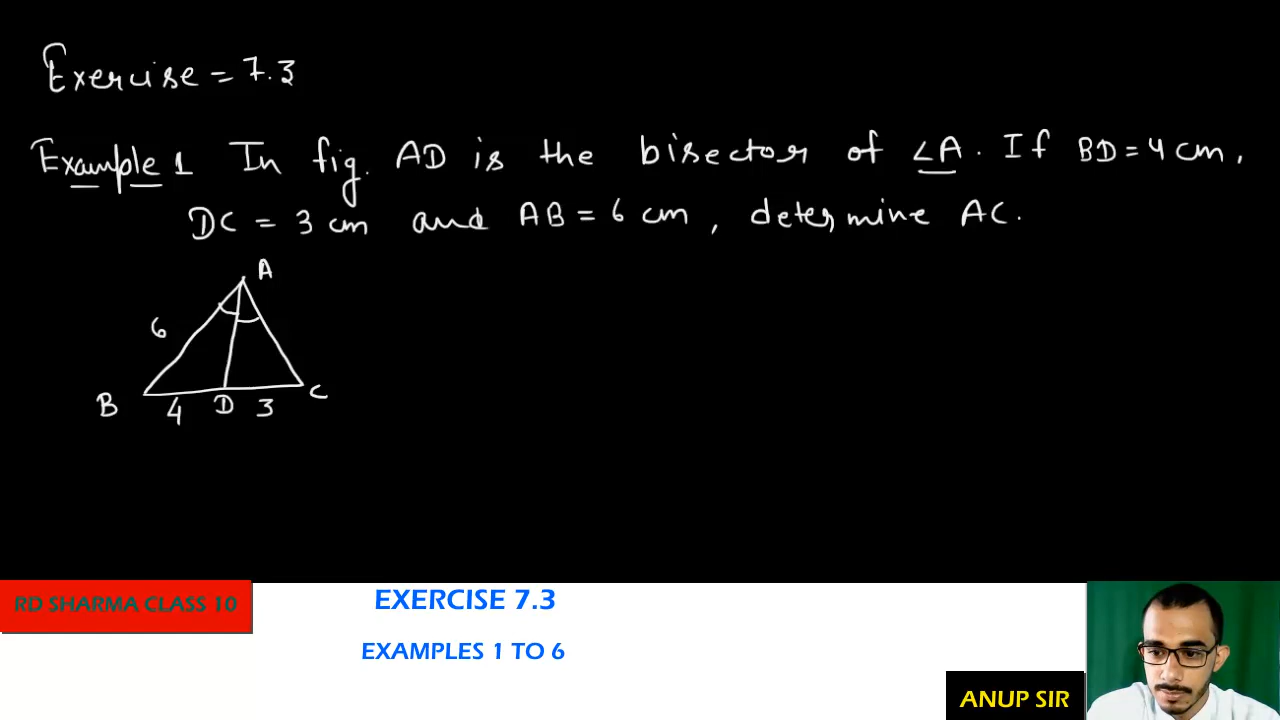 Exercise = 7.3
Example 1 In fig. AD is the bisector of ∠A. If BD = 4 cm,
DC = 3 cm and AB = 6 cm, determine AC.
A
6
B 4 D 3 C
RD SHARMA CLASS 10
EXERCISE 7.3
EXAMPLES 1 TO 6
ANUP SIR